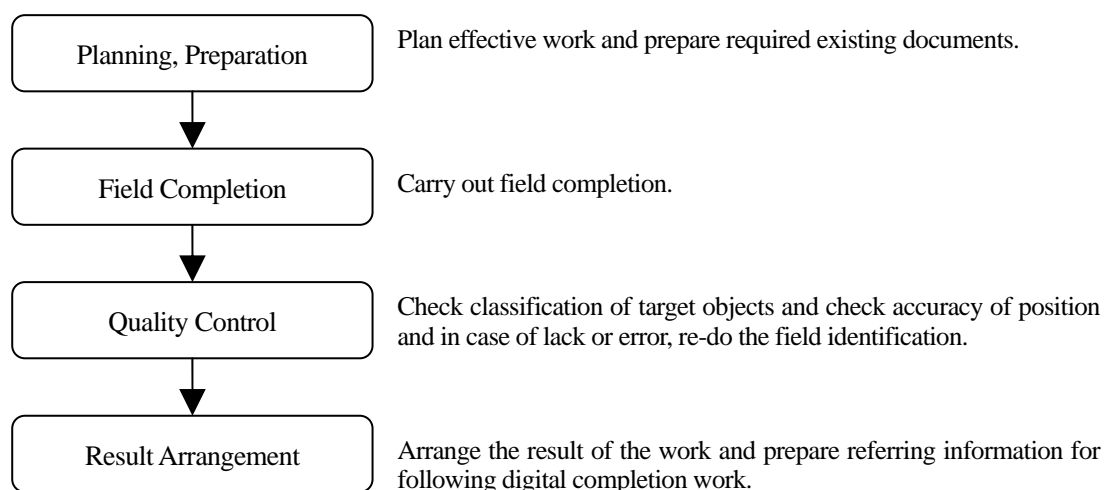 Planning, Preparation
Plan effective work and prepare required existing documents.
Field Completion
Carry out field completion.
Quality Control
Check classification of target objects and check accuracy of position
and in case of lack or error, re-do the field identification.
Result Arrangement
Arrange the result of the work and prepare referring information for
following digital completion work.